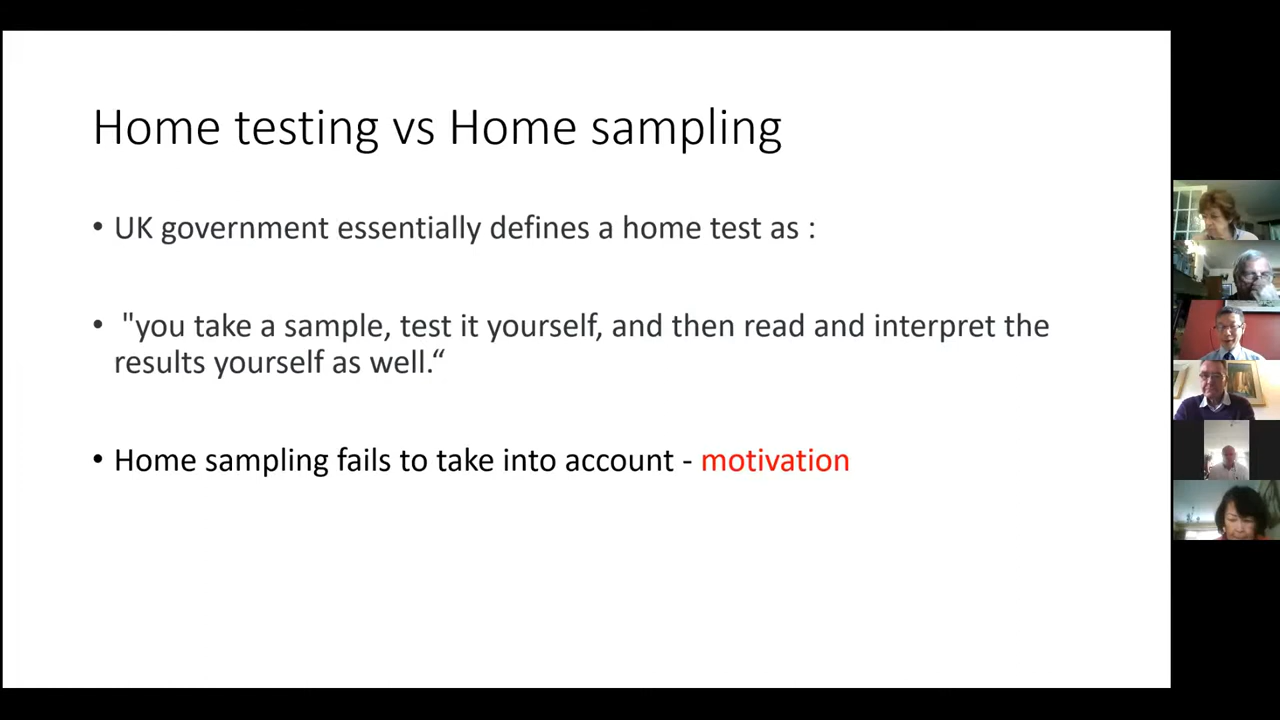 Home testing vs Home sampling
• UK government essentially defines a home test as :
• "you take a sample, test it yourself, and then read and interpret the
results yourself as well.“
• Home sampling fails to take into account - motivation